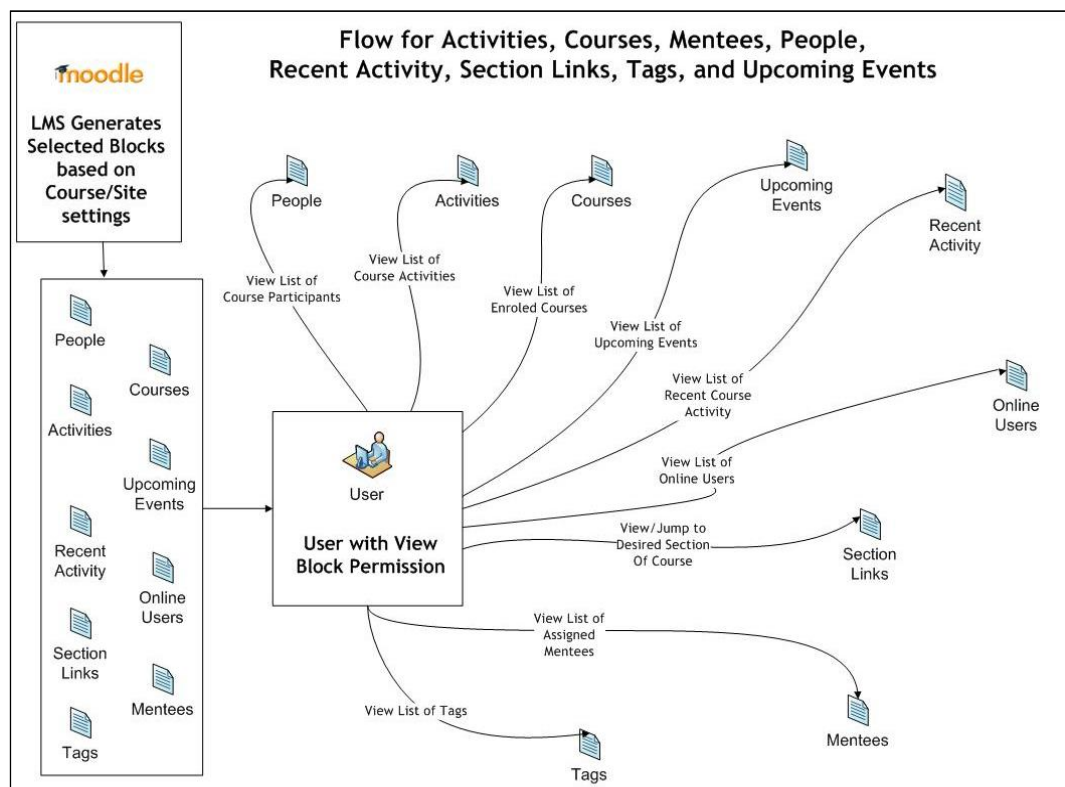 Flow for Activities, Courses, Mentees, People,
Recent Activity, Section Links, Tags, and Upcoming Events
moodle
LMS Generates
Selected Blocks
based on
Course/Site
settings
People
Courses
Activities
Upcoming
Events
Recent
Activity
Online
Users
Section
Links
Mentees
Tags
User
User with View
Block Permission
View List of
Course Participants
People
View List of
Course Activities
Activities
View List of
Enroled Courses
Courses
View List of
Upcoming Events
Upcoming
Events
View List of
Recent Course
Activity
Recent
Activity
View List of
Online Users
Online
Users
View/Jump to
Desired Section
Of Course
Section
Links
View List of
Assigned
Mentees
Mentees
View List of Tags
Tags